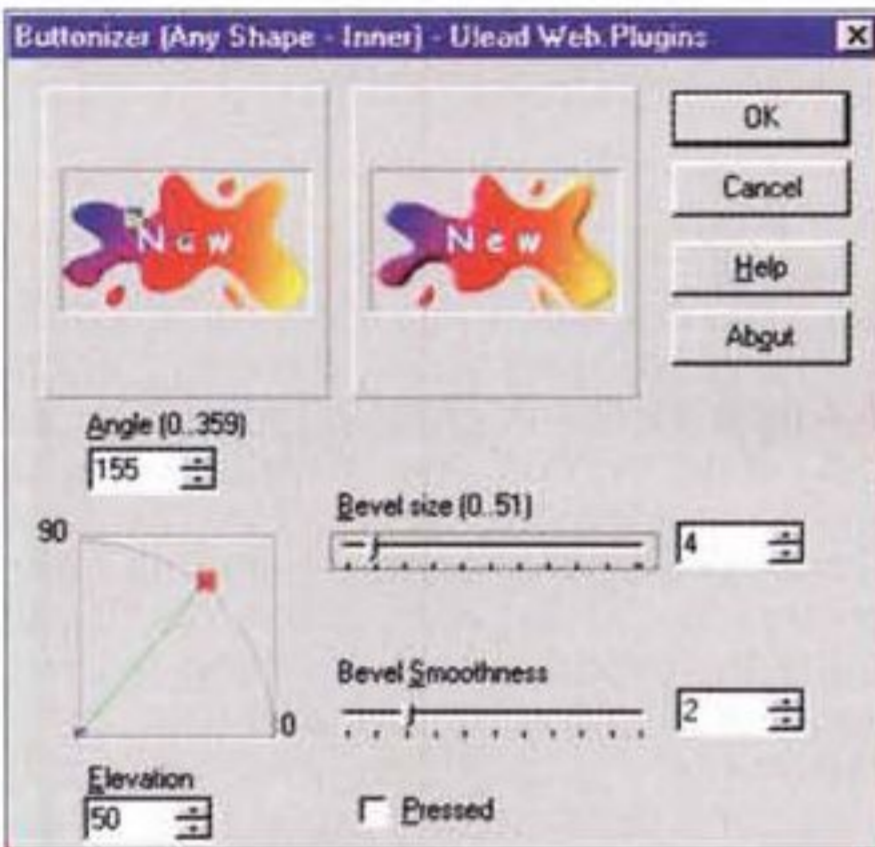 Buttonizer (Any Shape - Inner) - Ulead Web.Plugins
New
New
OK
Cancel
Help
About
Angle (0..359)
155
90
0
Bevel size (0..51)
4
Bevel Smoothness
2
Elevation
50
Pressed